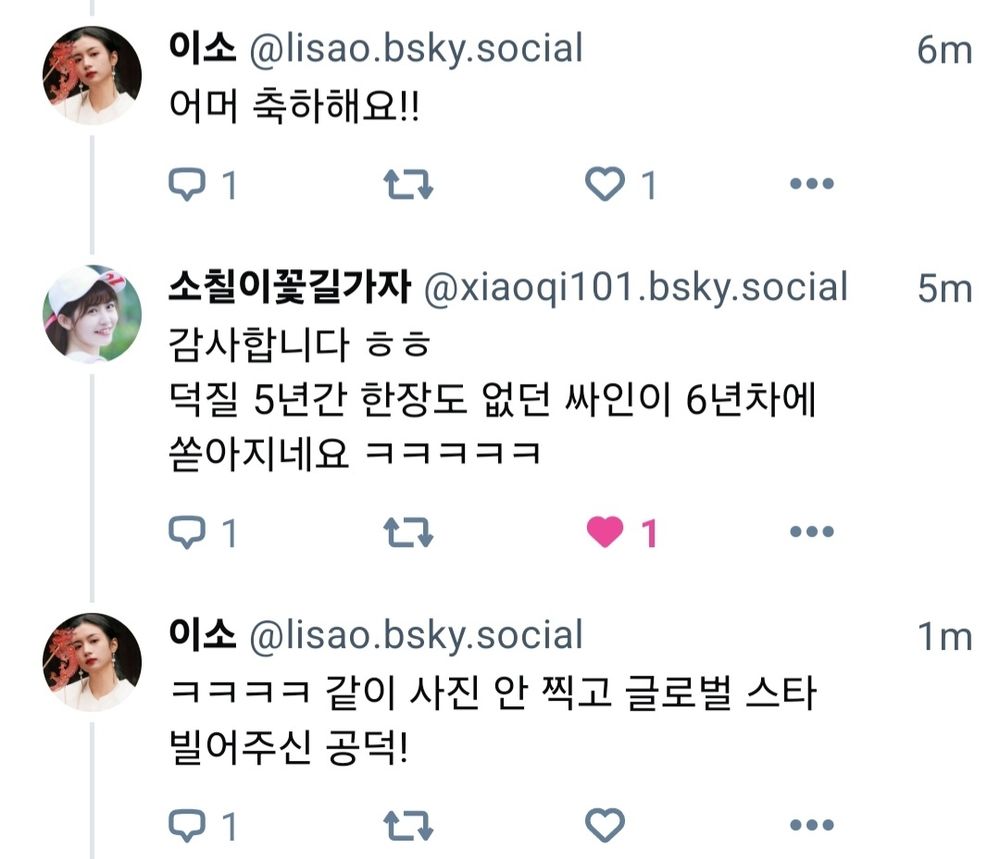 이소 @lisao.bsky.social 6m
어머 축하해요!!
1 1
소칠이꽃길가자 @xiaoqi101.bsky.social 5m
감사합니다 ㅎㅎ
덕질 5년간 한장도 없던 싸인이 6년차에
쏟아지네요 ㅋㅋㅋㅋㅋ
1 1
이소 @lisao.bsky.social 1m
ㅋㅋㅋㅋ 같이 사진 안 찍고 글로벌 스타
빌어주신 공덕!
1